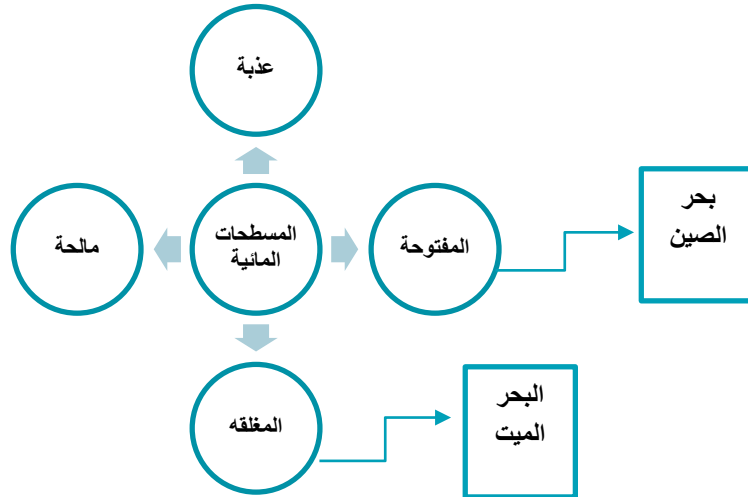 عذبة
بحر
الصين
المسطحات
المائية
المفتوحة
مالحة
البحر
الميت
المغلقه